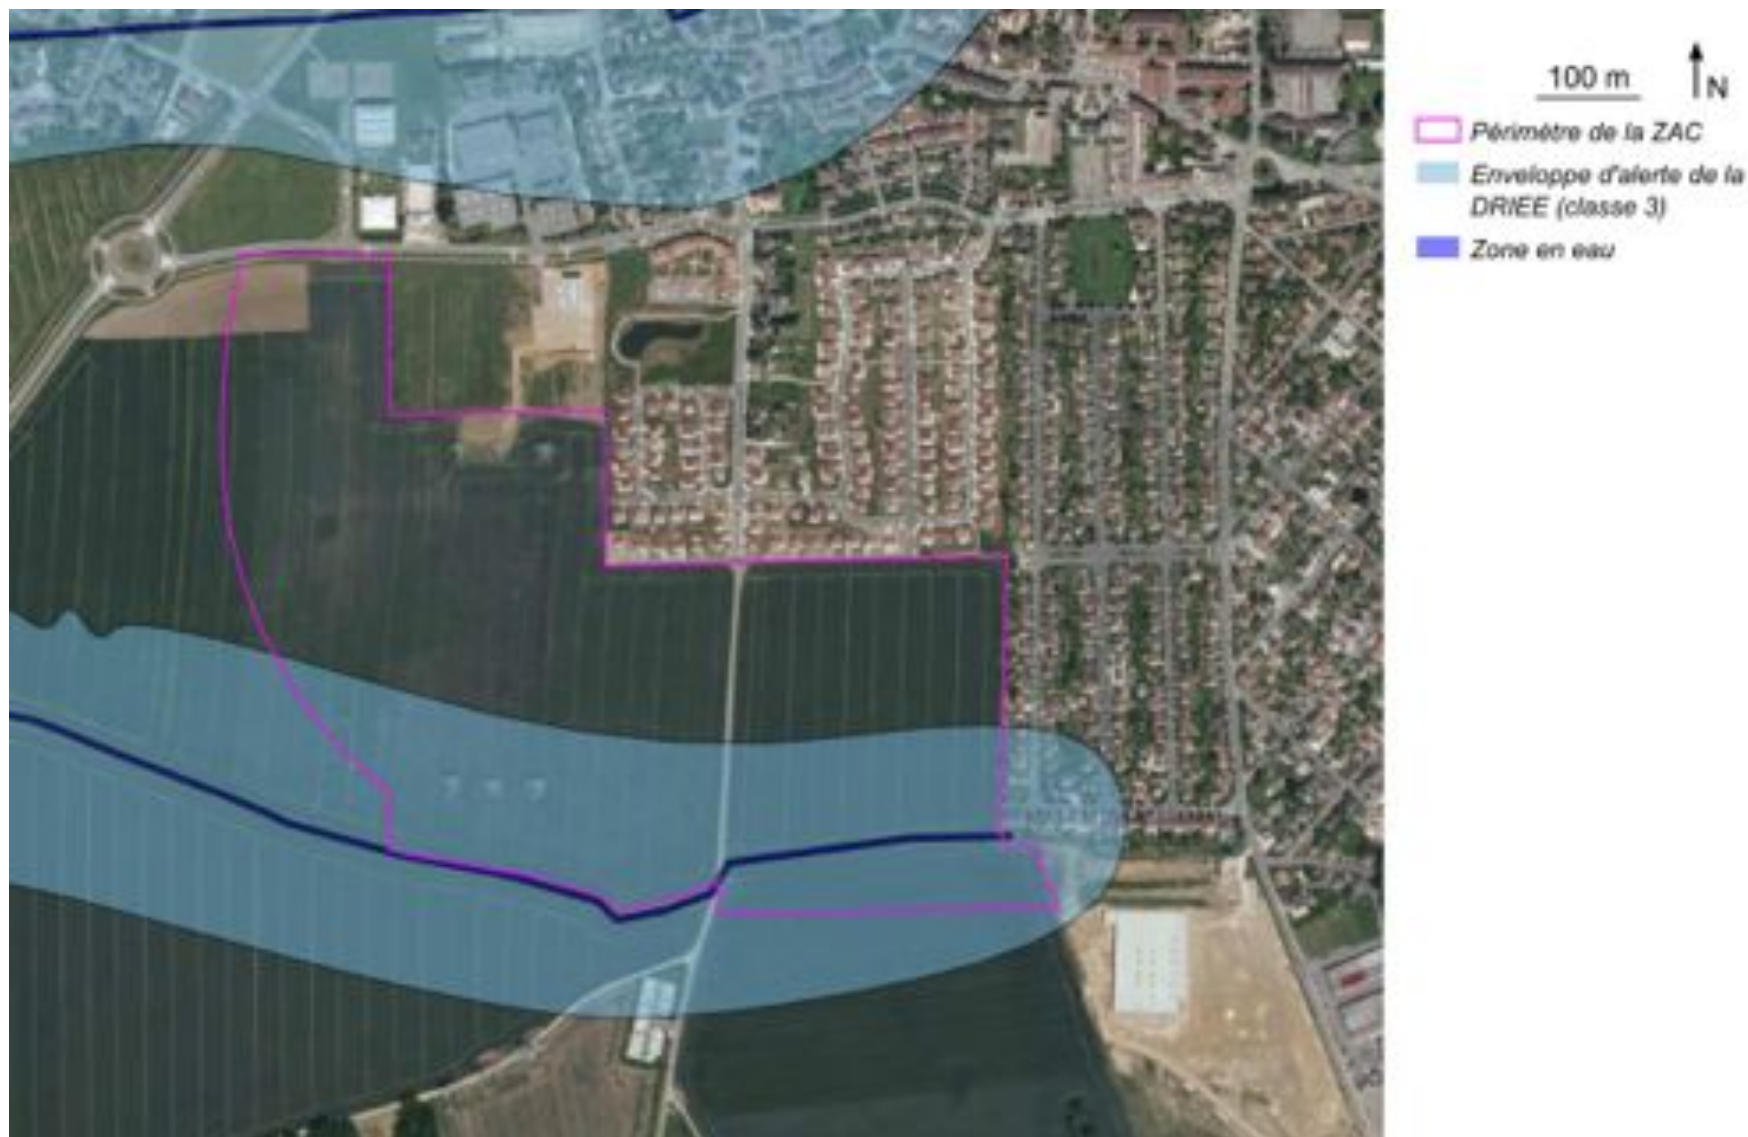 100 m
N
Périmètre de la ZAC
Enveloppe d'alerte de la
DRIEE (classe 3)
Zone en eau